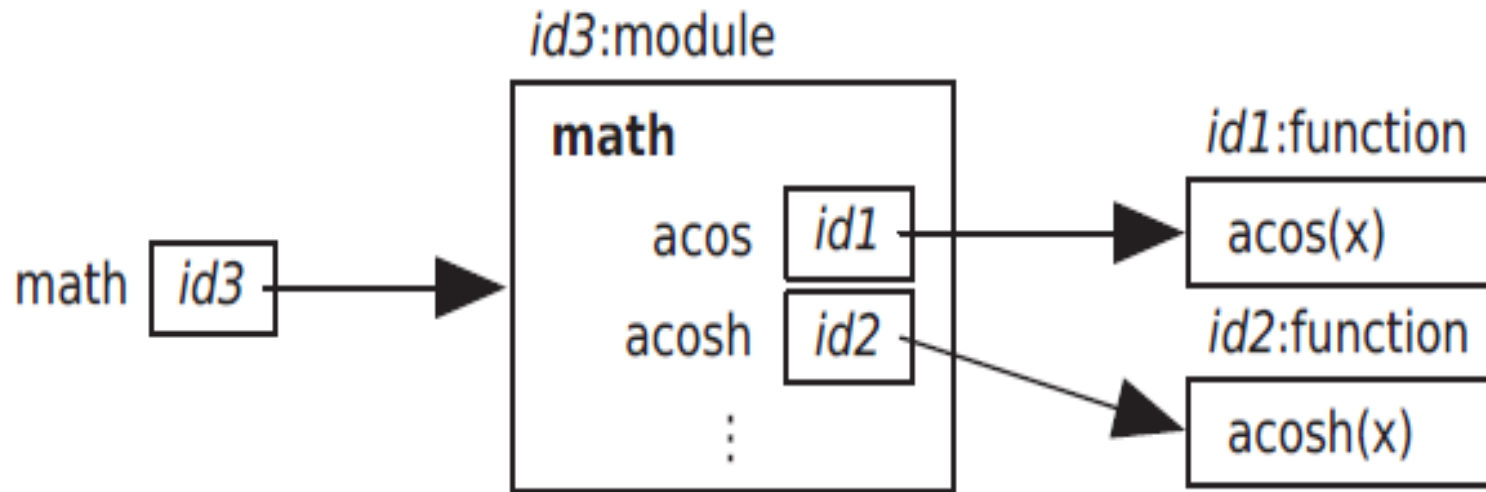 id3:module
math
id1:function
acos id1
acos(x)
math id3
id2:function
acosh id2
acosh(x)
⋮